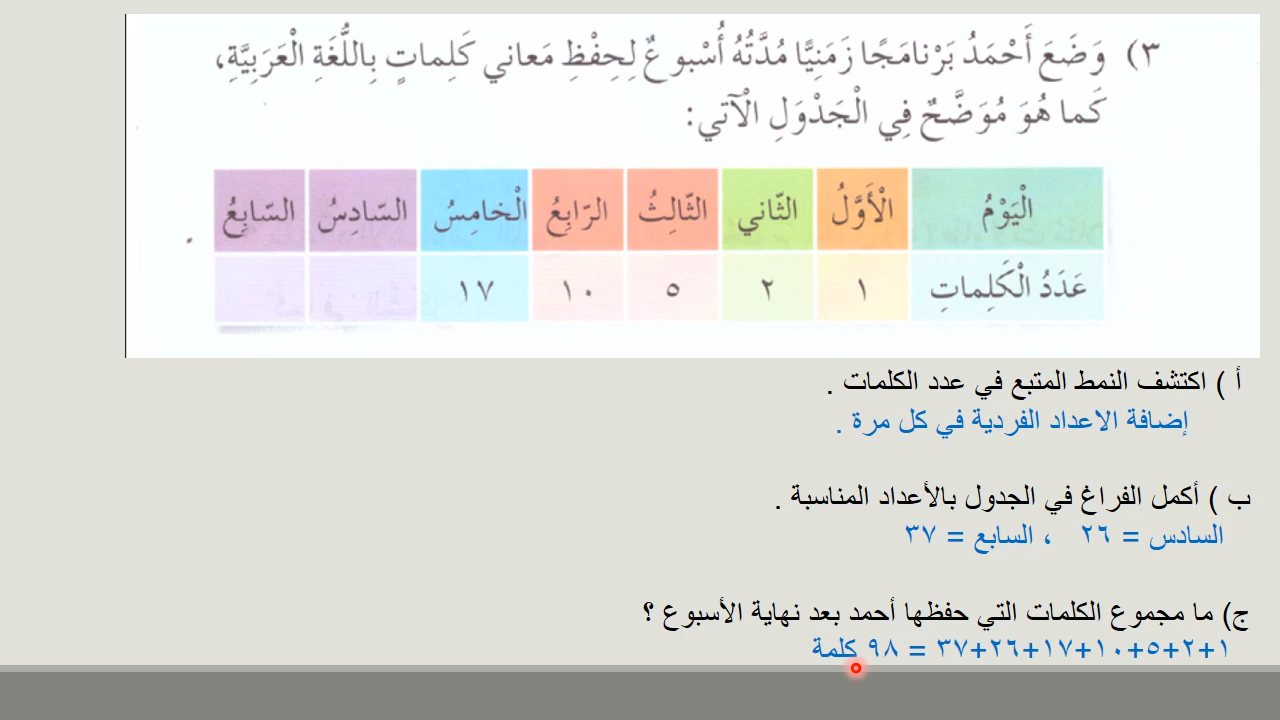 ٣) وَضَعَ أَحْمَدُ بَرْنامَجًا زَمَنِيًّا مُدَّتُهُ أُسْبوعٌ لِحِفْظِ مَعاني كَلِماتٍ بِاللُّغَةِ الْعَرَبِيَّةِ،
كَما هُوَ مُوَضَّحٌ فِي الْجَدْوَلِ الْآتي:
الْيَوْمُ الْأَوَّلُ الثّاني الثّالِثُ الرّابِعُ الْخامِسُ السّادِسُ السّابِعُ
عَدَدُ الْكَلِماتِ ١ ٢ ٥ ١٠ ١٧
أ ) اكتشف النمط المتبع في عدد الكلمات .
إضافة الاعداد الفردية في كل مرة .
ب ) أكمل الفراغ في الجدول بالأعداد المناسبة .
السادس = ٢٦ ، السابع = ٣٧
ج) ما مجموع الكلمات التي حفظها أحمد بعد نهاية الأسبوع ؟
١+٢+٥+١٠+١٧+٢٦+٣٧ = ٩٨ كلمة